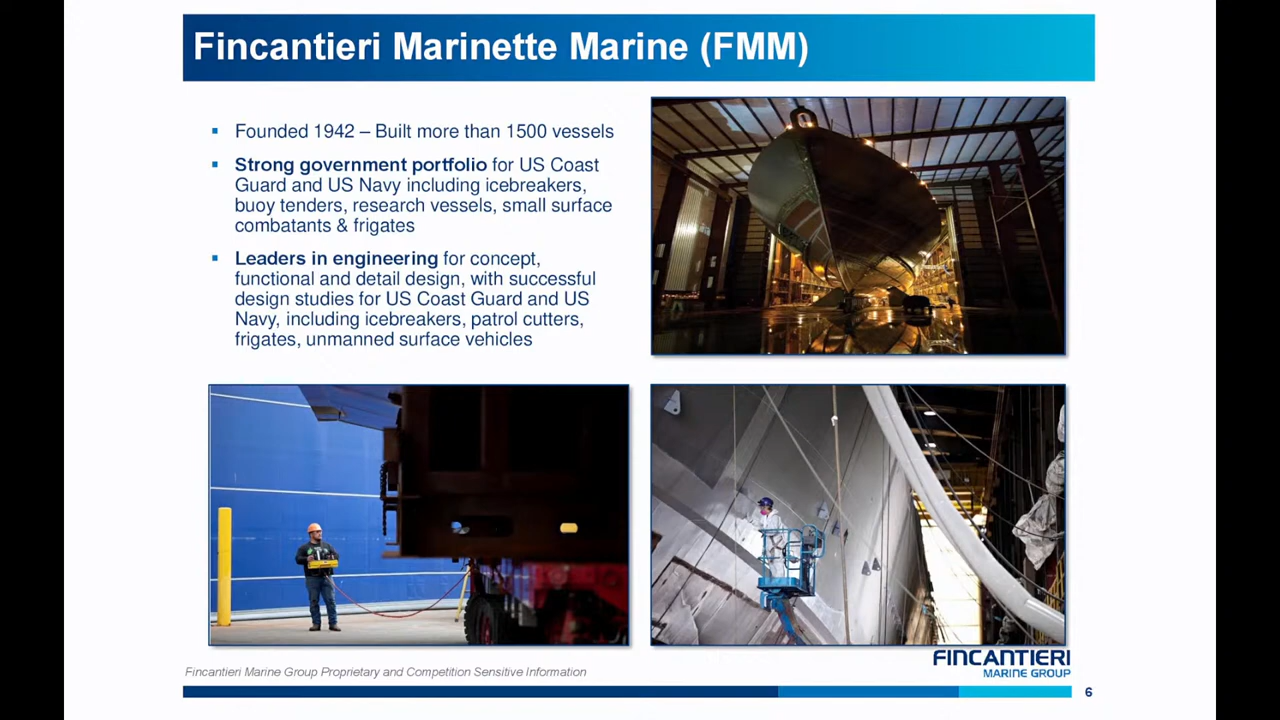 Fincantieri Marinette Marine (FMM)
▪ Founded 1942 – Built more than 1500 vessels
▪ Strong government portfolio for US Coast
Guard and US Navy including icebreakers,
buoy tenders, research vessels, small surface
combatants & frigates
▪ Leaders in engineering for concept,
functional and detail design, with successful
design studies for US Coast Guard and US
Navy, including icebreakers, patrol cutters,
frigates, unmanned surface vehicles
Fincantieri Marine Group Proprietary and Competition Sensitive Information
FINCANTIERI
MARINE GROUP
6